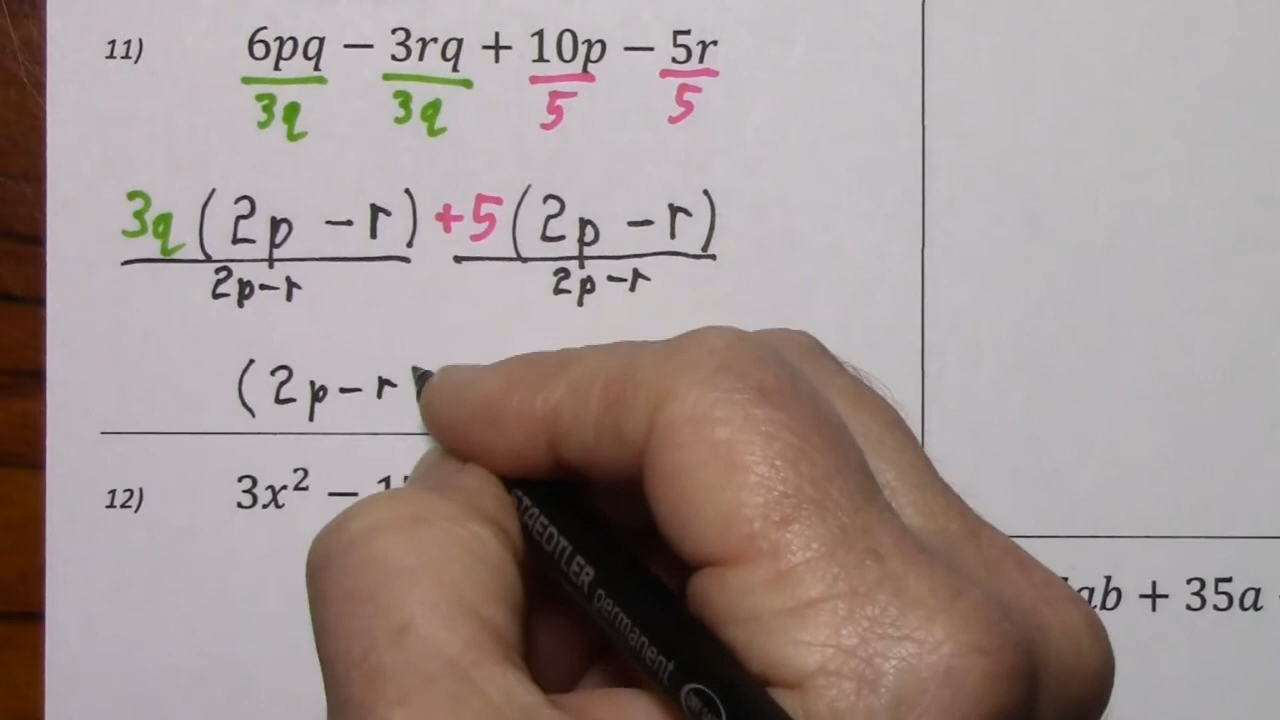 11) 6pq − 3rq + 10p − 5r
3q 3q 5 5
3q (2p − r) +5 (2p − r)
2p−r 2p−r
(2p−r
12) 3x² − 1
ab + 35a
STAEDTLER permanent